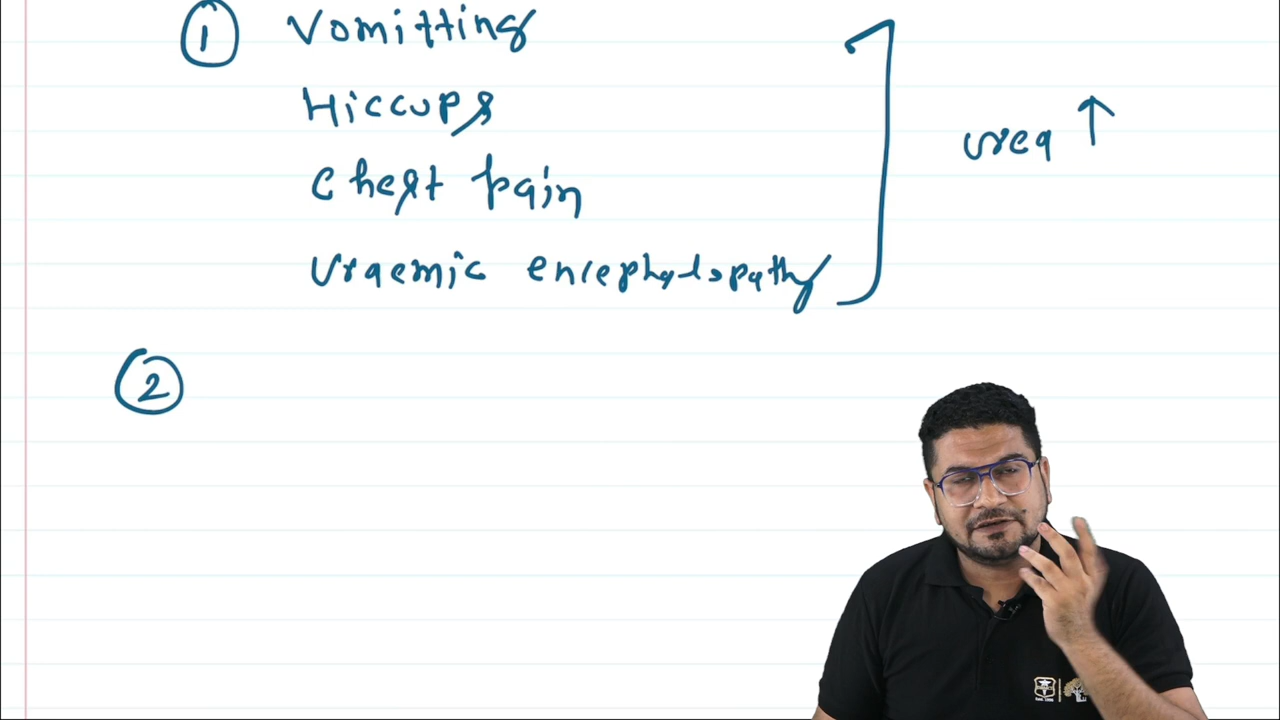 ① Vomitting
Hiccups
Chest pain
Uraemic encephalopathy
urea ↑
②